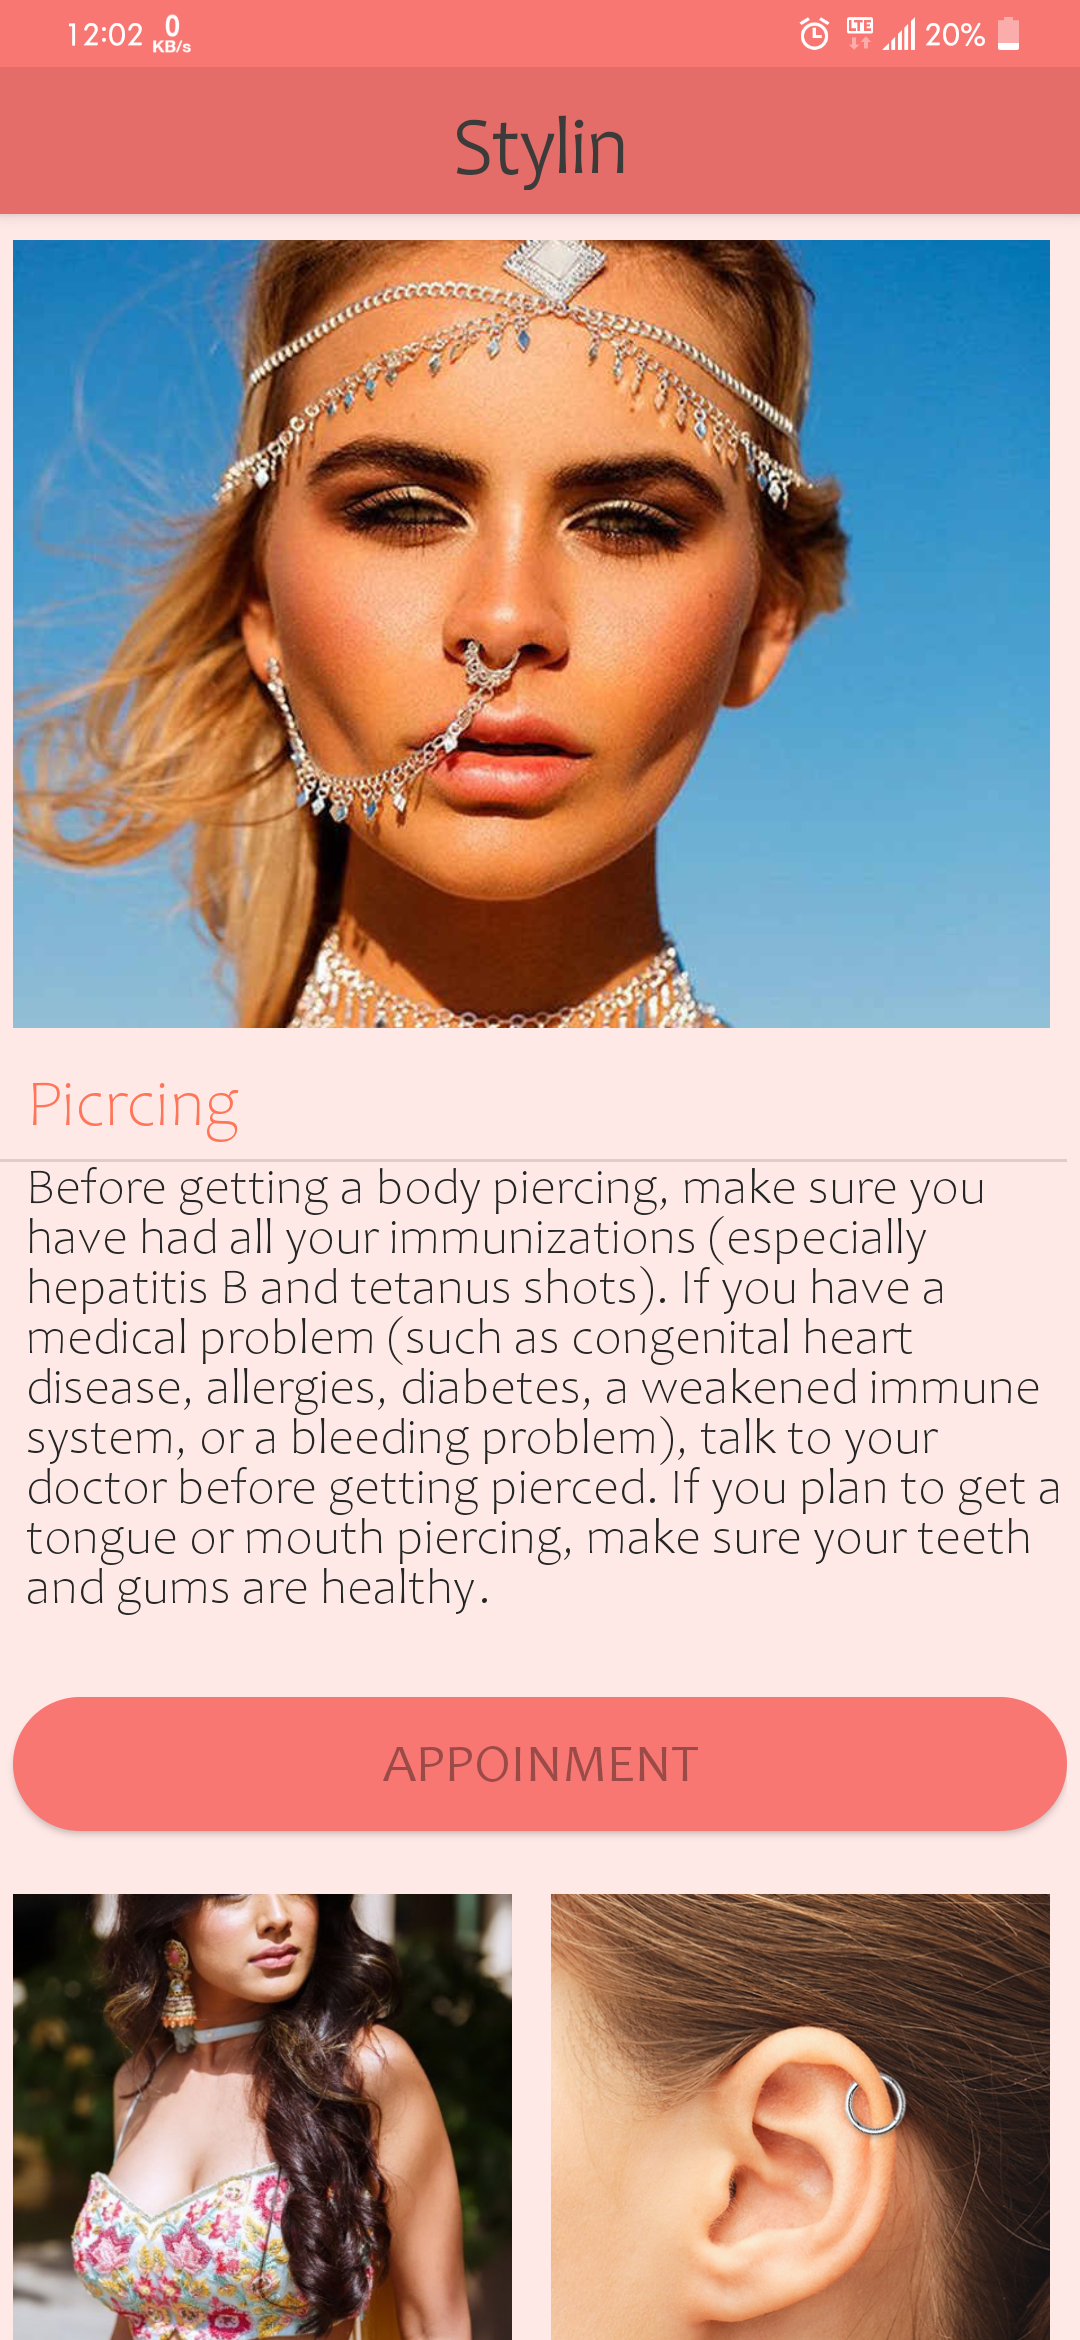 12:02 0 KB/s LTE 20%
Stylin
Picrcing
Before getting a body piercing, make sure you
have had all your immunizations (especially
hepatitis B and tetanus shots). If you have a
medical problem (such as congenital heart
disease, allergies, diabetes, a weakened immune
system, or a bleeding problem), talk to your
doctor before getting pierced. If you plan to get a
tongue or mouth piercing, make sure your teeth
and gums are healthy.
APPOINMENT